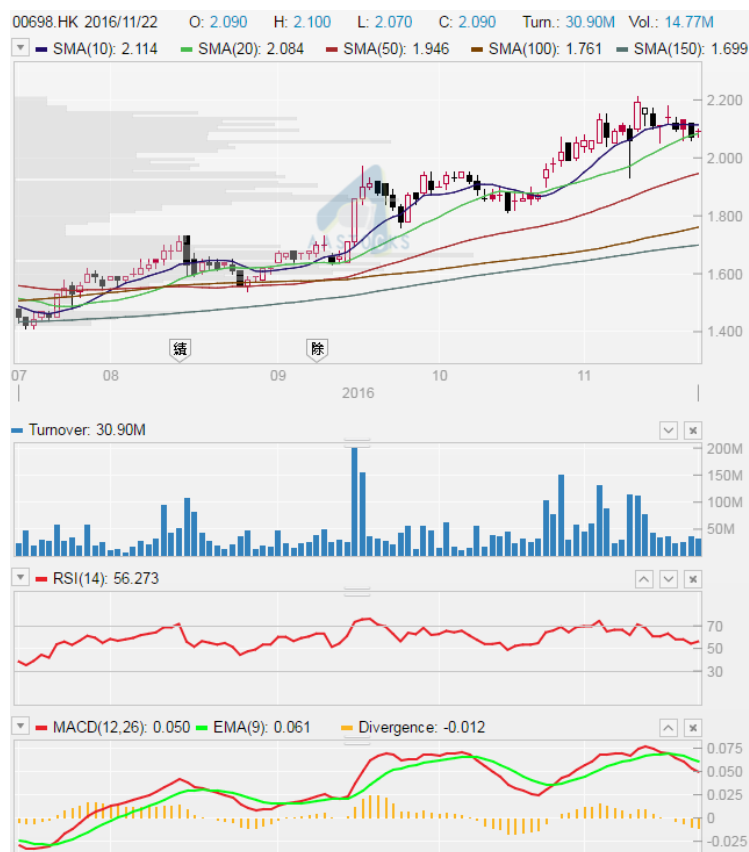 00698.HK 2016/11/22 O: 2.090 H: 2.100 L: 2.070 C: 2.090 Turn.: 30.90M Vol.: 14.77M
SMA(10): 2.114 SMA(20): 2.084 SMA(50): 1.946 SMA(100): 1.761 SMA(150): 1.699
2.200
2.000
1.800
AASTOCKS
1.600
1.400
績 除
07 08 09 10 11
2016
Turnover: 30.90M
200M
150M
100M
50M
RSI(14): 56.273
70
50
30
MACD(12,26): 0.050 EMA(9): 0.061 Divergence: -0.012
0.075
0.050
0.025
0
-0.025